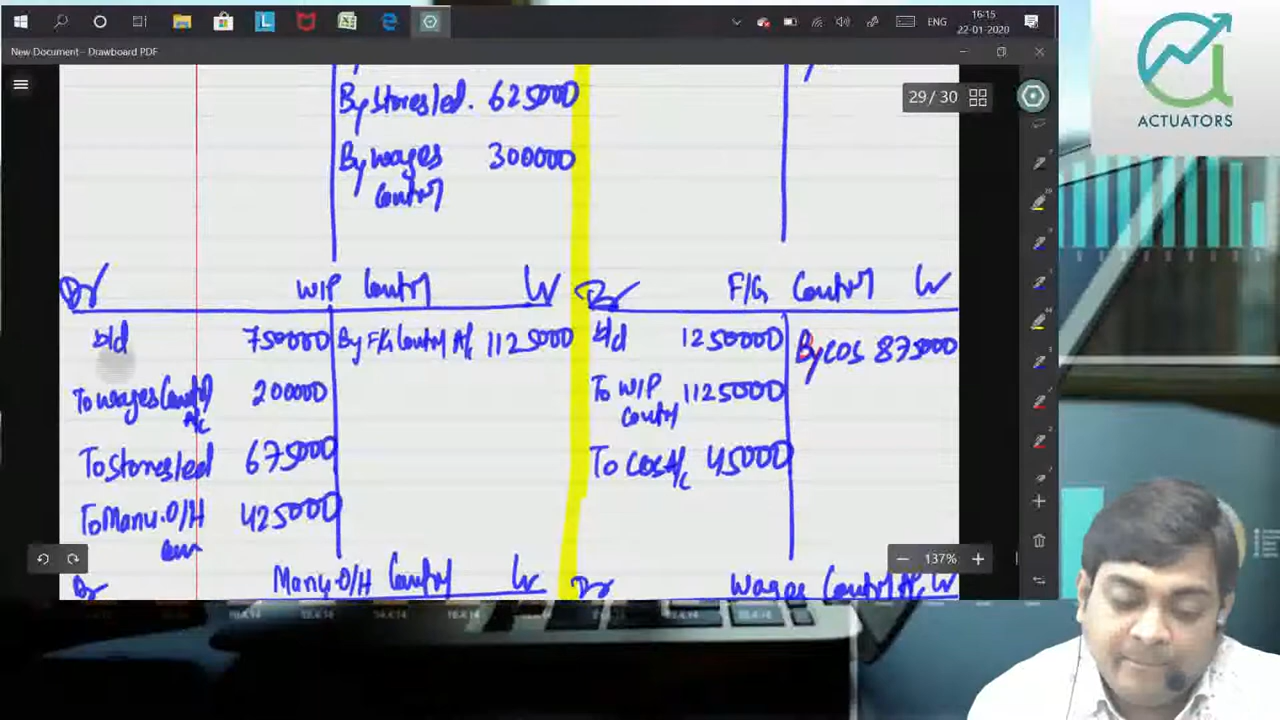 16:15
ENG
22-01-2020
New Document - Drawboard PDF
ACTUATORS
29 / 30
By Stores led. 625000
By wages 300000
Control
Dr WIP Control Cr
b/d 750000 By F/G Control A/c 1125000
To wages Control 200000
A/c
To Stores led 675000
To Manu. O/H 425000
Dr F/G Control Cr
b/d 1250000 By COS 875000
To WIP 1125000
Control
To COS A/c 45000
137%
Dr Manu. O/H Control Cr
Dr Wages Control A/c Cr